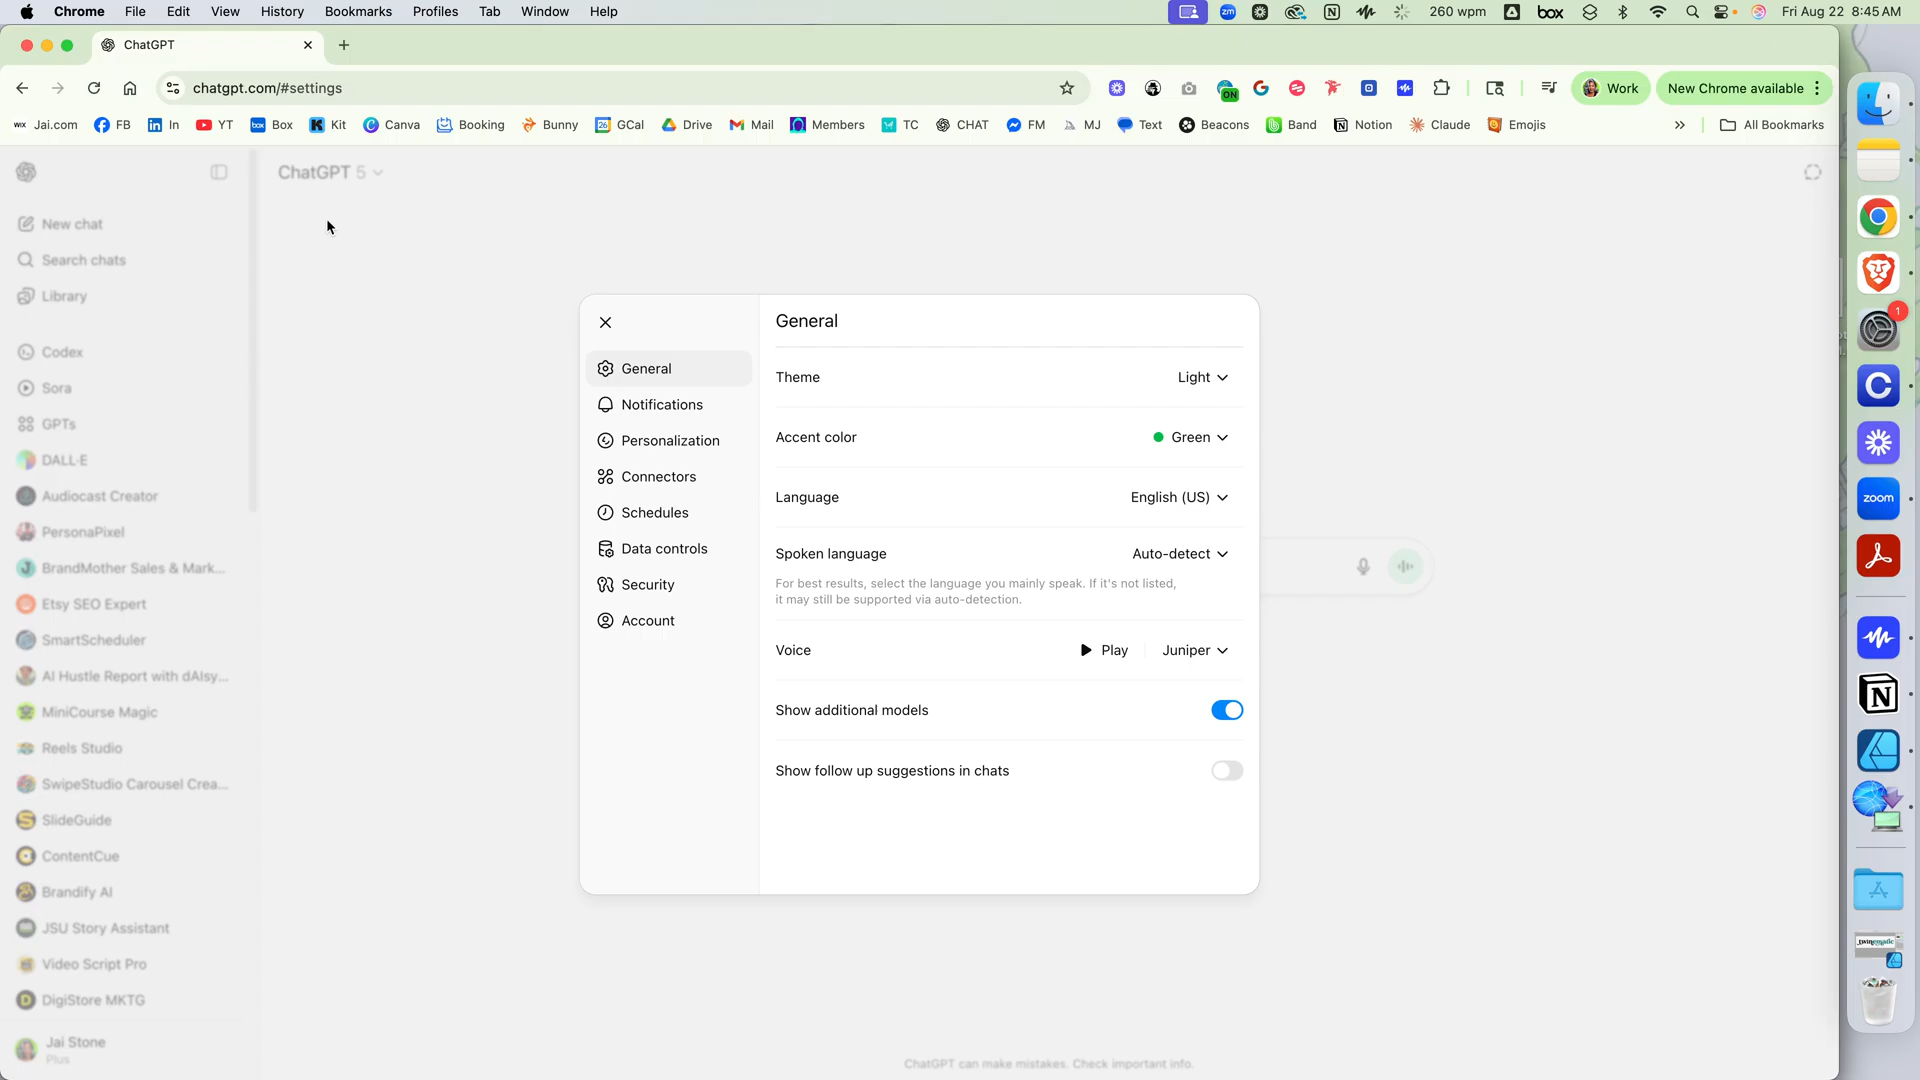 Chrome File Edit View History Bookmarks Profiles Tab Window Help
zm N 260 wpm box Fri Aug 22 8:45 AM
ChatGPT
chatgpt.com/#settings
ON G Work New Chrome available
WiX Jai.com FB In YT box Box Kit Canva Booking Bunny 26 GCal Drive Mail Members TC CHAT FM MJ Text Beacons Band Notion Claude Emojis All Bookmarks
ChatGPT 5
New chat
Search chats
Library
Codex
Sora
GPTs
DALL·E
Audiocast Creator
PersonaPixel
BrandMother Sales & Mark...
Etsy SEO Expert
SmartScheduler
AI Hustle Report with dAIsy...
MiniCourse Magic
Reels Studio
SwipeStudio Carousel Crea...
SlideGuide
ContentCue
Brandify AI
JSU Story Assistant
Video Script Pro
DigiStore MKTG
Jai Stone
Plus
General
Notifications
Personalization
Connectors
Schedules
Data controls
Security
Account
General
Theme Light
Accent color Green
Language English (US)
Spoken language Auto-detect
For best results, select the language you mainly speak. If it's not listed,
it may still be supported via auto-detection.
Voice Play Juniper
Show additional models
Show follow up suggestions in chats
ChatGPT can make mistakes. Check important info.
1
zoom